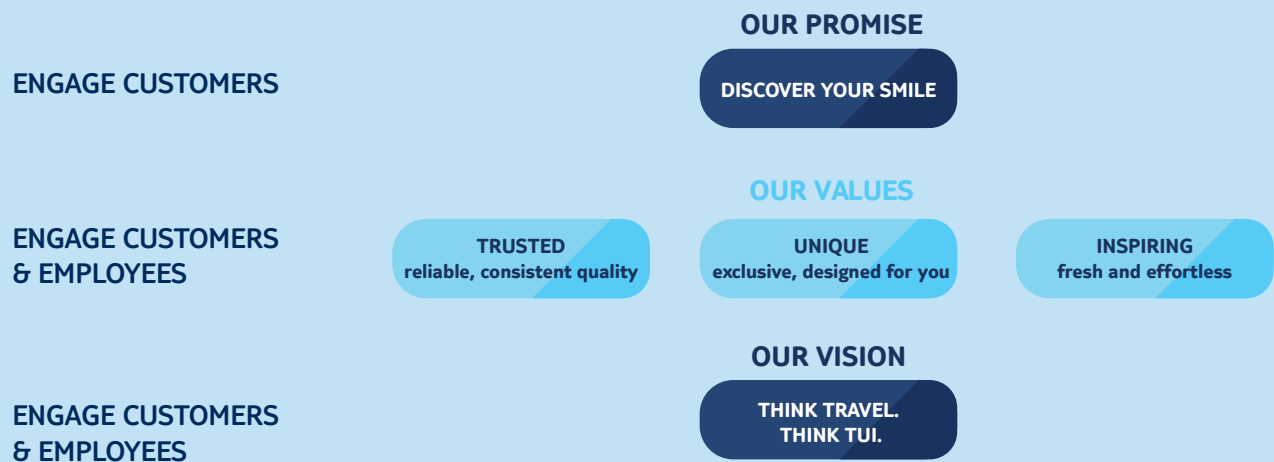 OUR PROMISE
ENGAGE CUSTOMERS
DISCOVER YOUR SMILE
OUR VALUES
ENGAGE CUSTOMERS
& EMPLOYEES
TRUSTED
reliable, consistent quality
UNIQUE
exclusive, designed for you
INSPIRING
fresh and effortless
OUR VISION
ENGAGE CUSTOMERS
& EMPLOYEES
THINK TRAVEL.
THINK TUI.